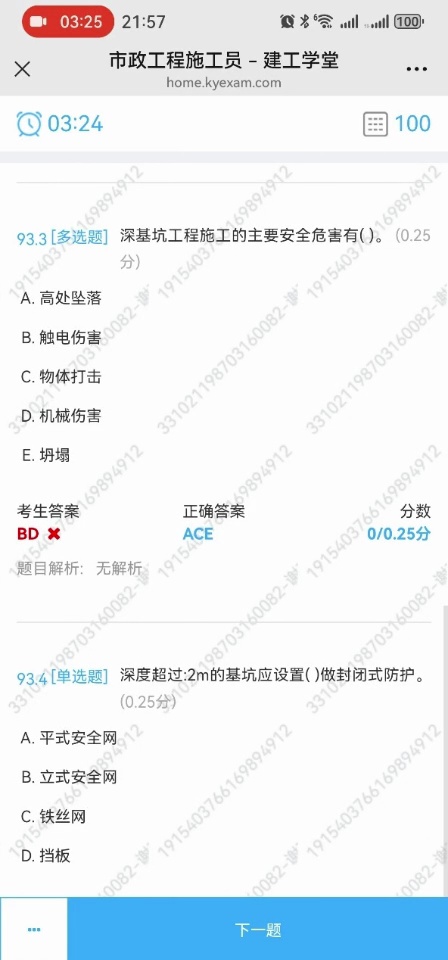 03:25 21:57 6 100
市政工程施工员 – 建工学堂
home.kyexam.com
03:24 100
93.3 [多选题] 深基坑工程施工的主要安全危害有( )。 (0.25
分)
A. 高处坠落
B. 触电伤害
C. 物体打击
D. 机械伤害
E. 坍塌
考生答案 正确答案 分数
BD ACE 0/0.25分
题目解析: 无解析
93.4 [单选题] 深度超过:2m的基坑应设置( )做封闭式防护。
(0.25分)
A. 平式安全网
B. 立式安全网
C. 铁丝网
D. 挡板
下一题